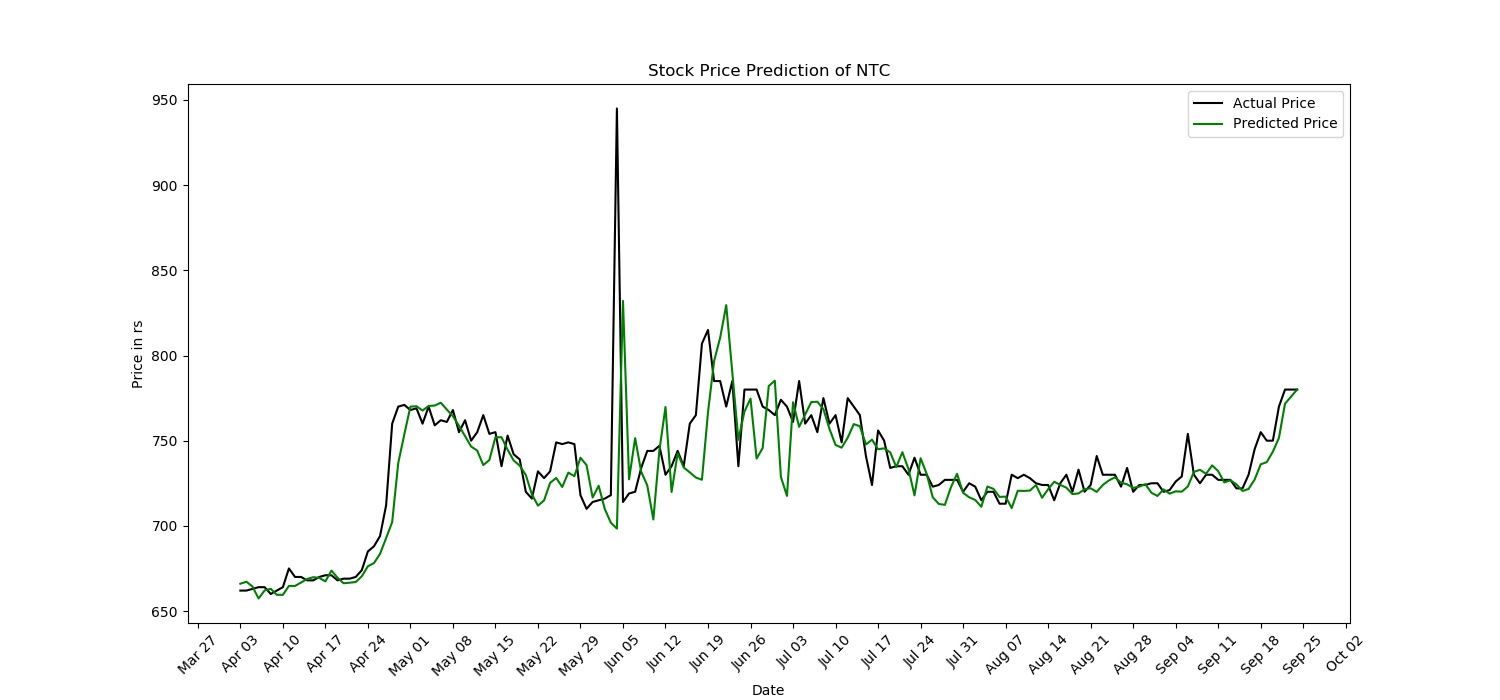 Stock Price Prediction of NTC
Actual Price
Predicted Price
Price in rs
950
900
850
800
750
700
650
Mar 27
Apr 03
Apr 10
Apr 17
Apr 24
May 01
May 08
May 15
May 22
May 29
Jun 05
Jun 12
Jun 19
Jun 26
Jul 03
Jul 10
Jul 17
Jul 24
Jul 31
Aug 07
Aug 14
Aug 21
Aug 28
Sep 04
Sep 11
Sep 18
Sep 25
Oct 02
Date